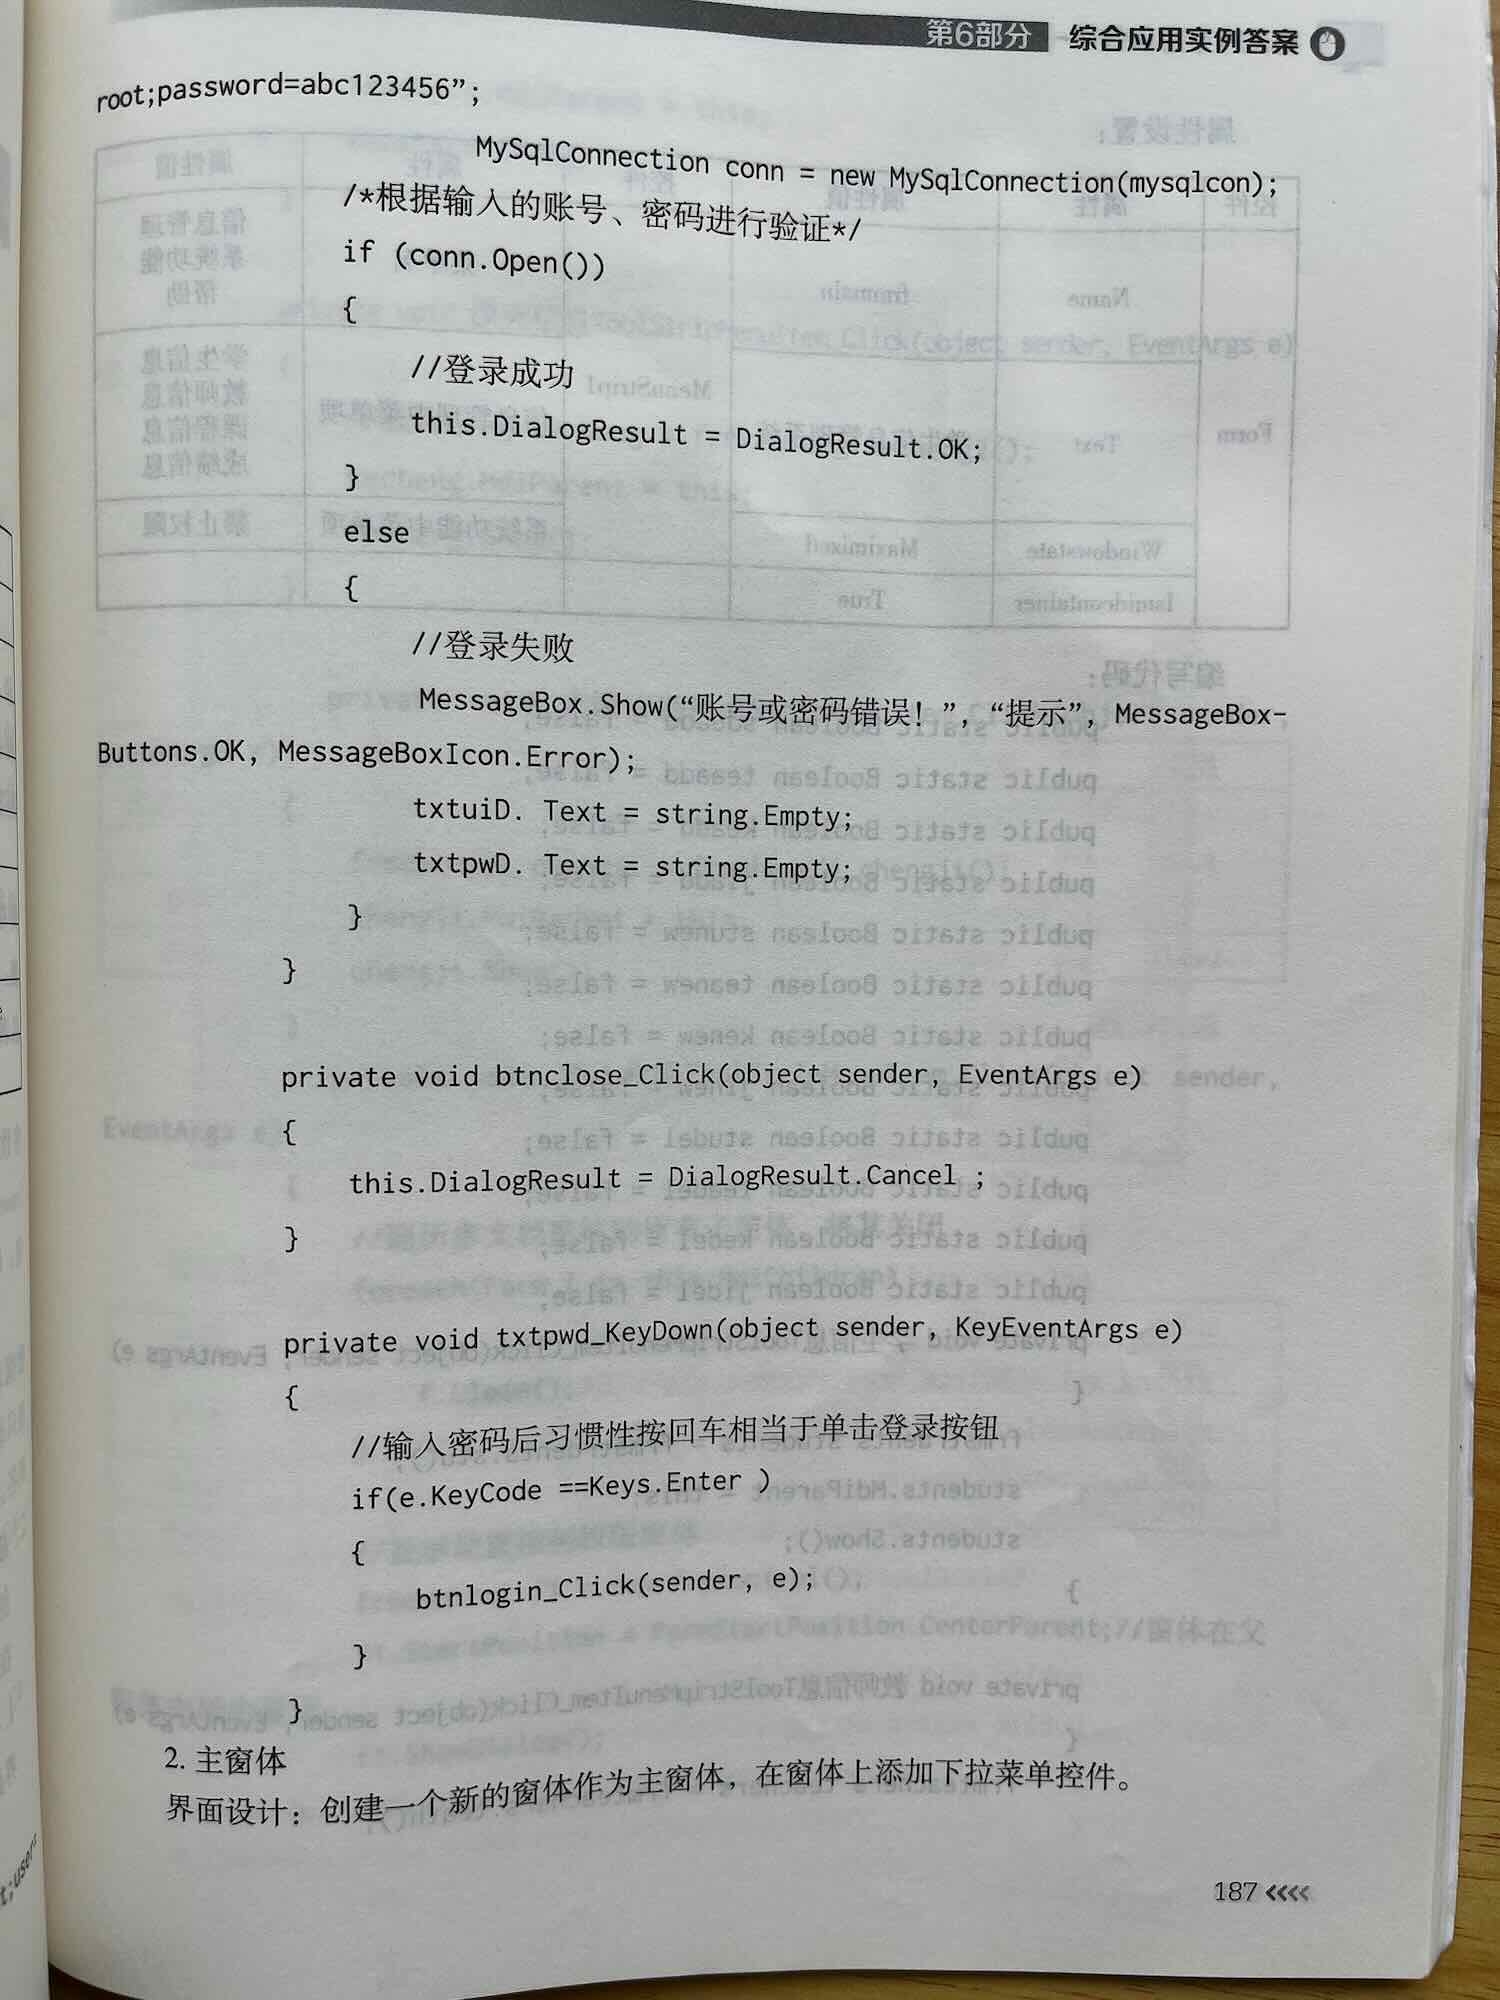 第6部分 综合应用实例答案
root;password=abc123456”;
MySqlConnection conn = new MySqlConnection(mysqlcon);
/*根据输入的账号、密码进行验证*/
if (conn.Open())
{
//登录成功
this.DialogResult = DialogResult.OK;
}
else
{
//登录失败
MessageBox.Show(“账号或密码错误！”, “提示”, MessageBox-
Buttons.OK, MessageBoxIcon.Error);
txtuiD. Text = string.Empty;
txtpwD. Text = string.Empty;
}
}
private void btnclose_Click(object sender, EventArgs e)
{
this.DialogResult = DialogResult.Cancel ;
}
private void txtpwd_KeyDown(object sender, KeyEventArgs e)
{
//输入密码后习惯性按回车相当于单击登录按钮
if(e.KeyCode ==Keys.Enter )
{
btnlogin_Click(sender, e);
}
}
2. 主窗体
界面设计：创建一个新的窗体作为主窗体，在窗体上添加下拉菜单控件。
187